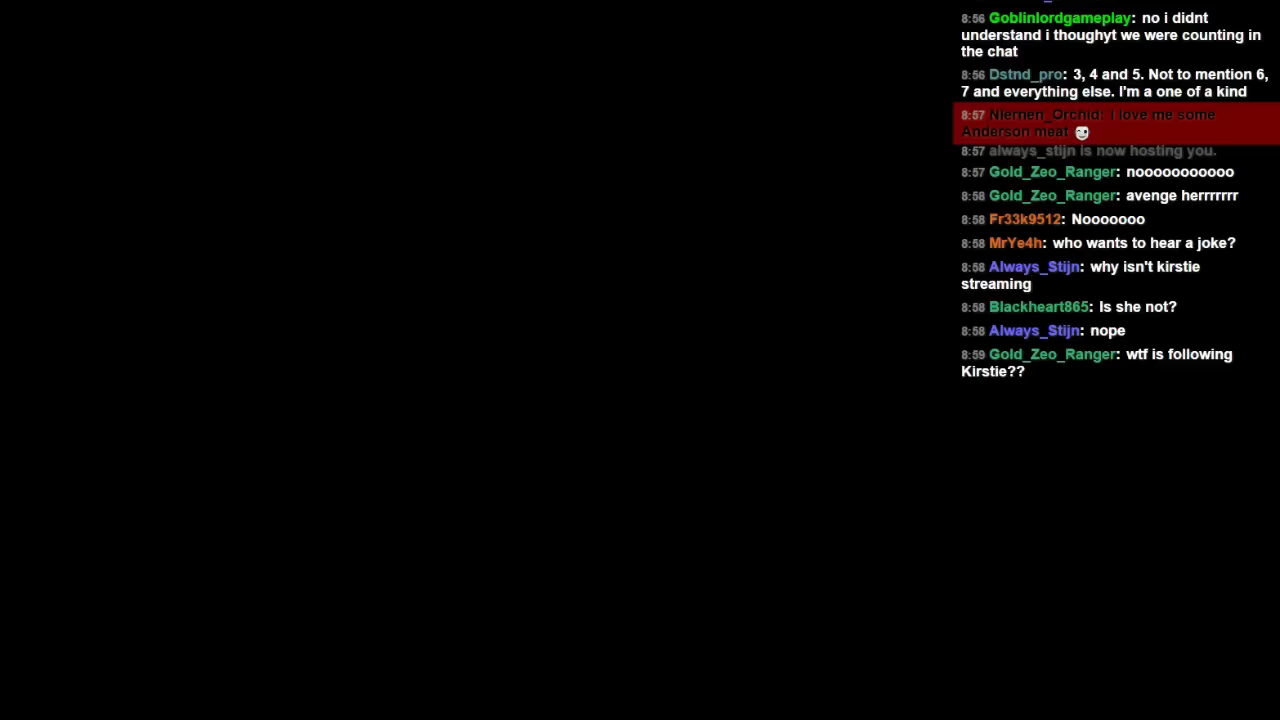 8:56 Goblinlordgameplay: no i didnt
understand i thoughyt we were counting in
the chat
8:56 Dstnd_pro: 3, 4 and 5. Not to mention 6,
7 and everything else. I'm a one of a kind
8:57 Niernen_Orchid: I love me some
Anderson meat
8:57 always_stijn is now hosting you.
8:57 Gold_Zeo_Ranger: nooooooooooo
8:58 Gold_Zeo_Ranger: avenge herrrrrrr
8:58 Fr33k9512: Nooooooo
8:58 MrYe4h: who wants to hear a joke?
8:58 Always_Stijn: why isn't kirstie
streaming
8:58 Blackheart865: Is she not?
8:58 Always_Stijn: nope
8:59 Gold_Zeo_Ranger: wtf is following
Kirstie??